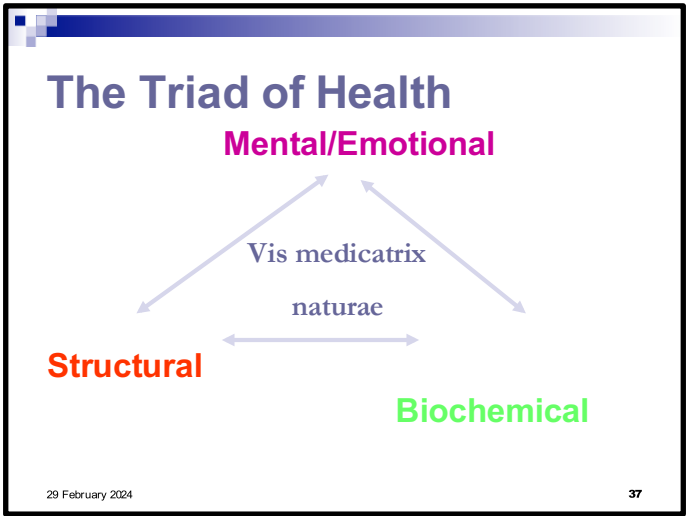 The Triad of Health
Mental/Emotional
Vis medicatrix
naturae
Structural
Biochemical
29 February 2024
37